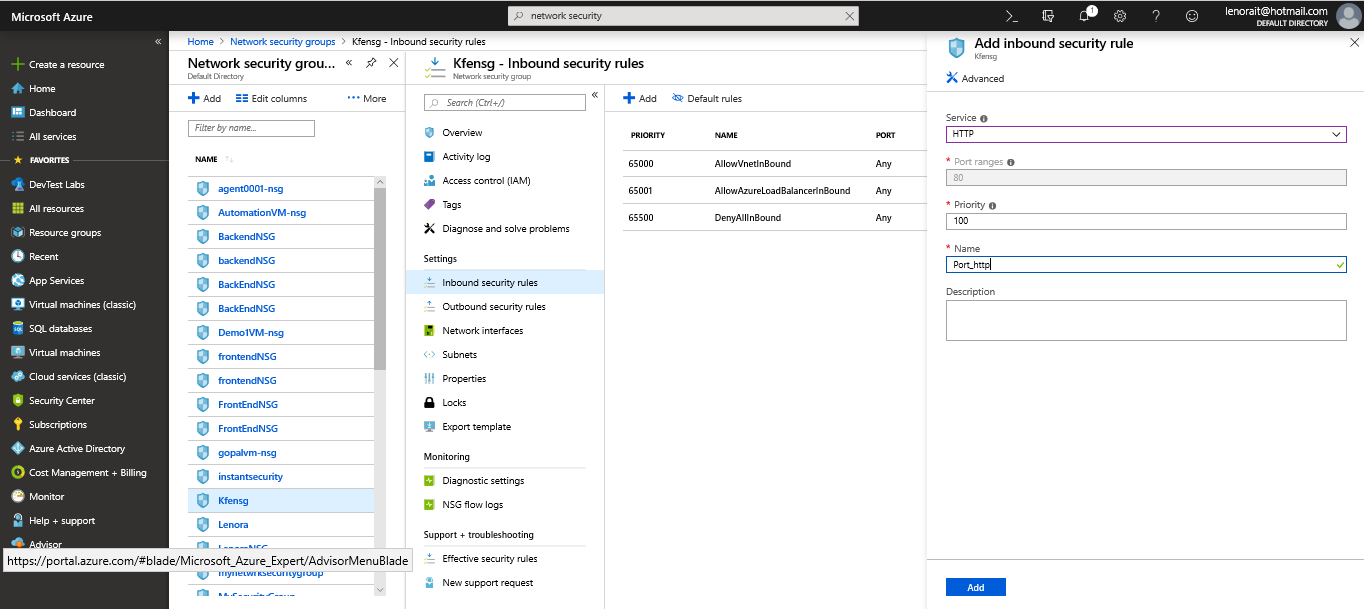 Microsoft Azure
network security
1
lenorait@hotmail.com
DEFAULT DIRECTORY
Create a resource
Home
Dashboard
All services
FAVORITES
DevTest Labs
All resources
Resource groups
Recent
App Services
Virtual machines (classic)
SQL databases
Virtual machines
Cloud services (classic)
Security Center
Subscriptions
Azure Active Directory
Cost Management + Billing
Monitor
Help + support
Advisor
https://portal.azure.com/#blade/Microsoft_Azure_Expert/AdvisorMenuBlade
Home > Network security groups > Kfensg - Inbound security rules
Network security grou...
Default Directory
Add Edit columns ··· More
Filter by name...
NAME
agent0001-nsg
AutomationVM-nsg
BackendNSG
backendNSG
BackEndNSG
BackEndNSG
Demo1VM-nsg
frontendNSG
frontendNSG
FrontEndNSG
FrontEndNSG
gopalvm-nsg
instantsecurity
Kfensg
Lenora
LenoraNSG
mynetwrksecuritygroup
MySecurityGroup
Kfensg - Inbound security rules
Network security group
Search (Ctrl+/)
Overview
Activity log
Access control (IAM)
Tags
Diagnose and solve problems
Settings
Inbound security rules
Outbound security rules
Network interfaces
Subnets
Properties
Locks
Export template
Monitoring
Diagnostic settings
NSG flow logs
Support + troubleshooting
Effective security rules
New support request
Add Default rules
PRIORITY NAME PORT
65000 AllowVnetInBound Any
65001 AllowAzureLoadBalancerInBound Any
65500 DenyAllInBound Any
Add inbound security rule
Kfensg
Advanced
Service
HTTP
* Port ranges
80
* Priority
100
* Name
Port_http
Description
Add